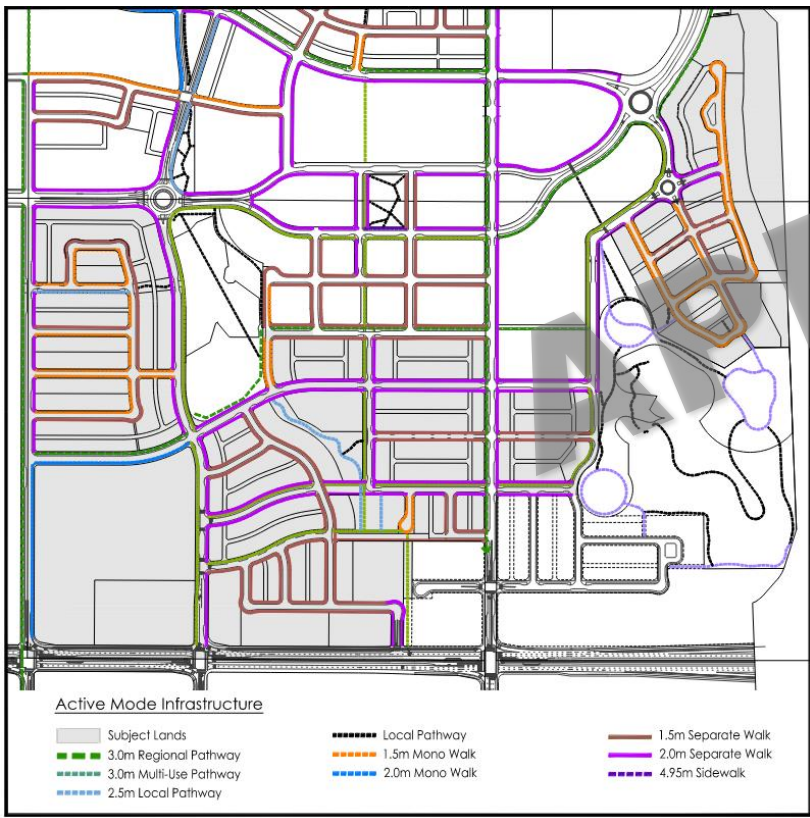 Active Mode Infrastructure
Subject Lands
3.0m Regional Pathway
3.0m Multi-Use Pathway
2.5m Local Pathway
Local Pathway
1.5m Mono Walk
2.0m Mono Walk
1.5m Separate Walk
2.0m Separate Walk
4.95m Sidewalk